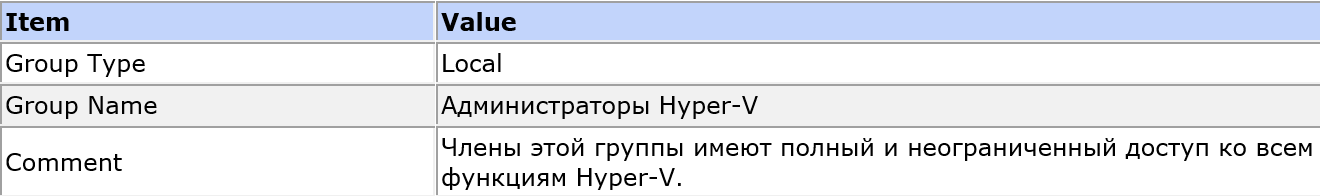 Item Value
Group Type Local
Group Name Администраторы Hyper-V
Comment Члены этой группы имеют полный и неограниченный доступ ко всем
функциям Hyper-V.